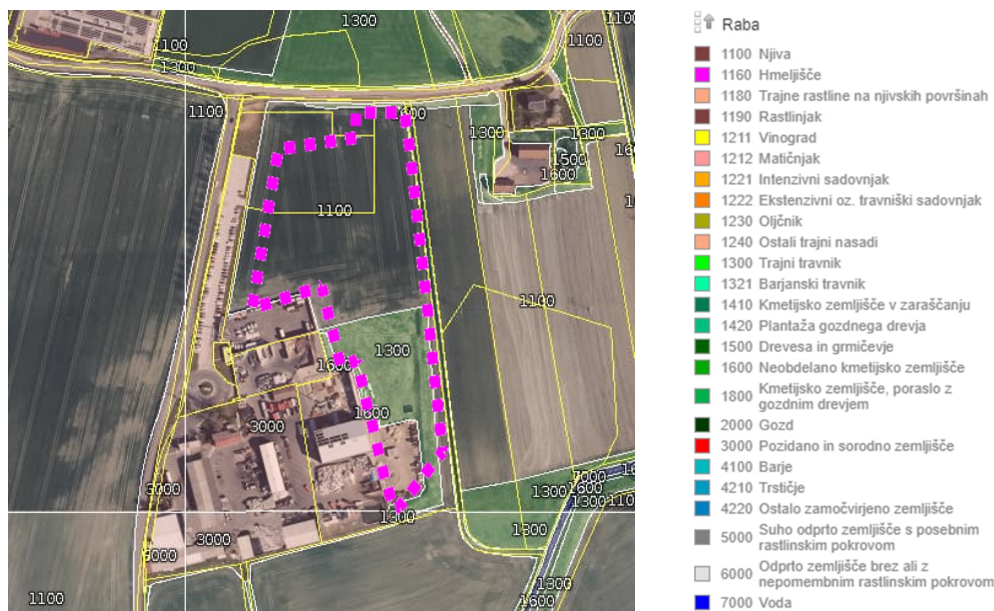 1300
1100
1100
1300
1100
1100
1600
1300
1300
1500
1600
1100
1100
1300
1600
1600
3000
3000
7000
1600
1300
1300
1100
1300
1300
3000
3000
1300
1600
1100
Raba
1100 Njiva
1160 Hmeljišče
1180 Trajne rastline na njivskih površinah
1190 Rastlinjak
1211 Vinograd
1212 Matičnjak
1221 Intenzivni sadovnjak
1222 Ekstenzivni oz. travniški sadovnjak
1230 Oljčnik
1240 Ostali trajni nasadi
1300 Trajni travnik
1321 Barjanski travnik
1410 Kmetijsko zemljišče v zaraščanju
1420 Plantaža gozdnega drevja
1500 Drevesa in grmičevje
1600 Neobdelano kmetijsko zemljišče
1800 Kmetijsko zemljišče, poraslo z
gozdnim drevjem
2000 Gozd
3000 Pozidano in sorodno zemljišče
4100 Barje
4210 Trstičje
4220 Ostalo zamočvirjeno zemljišče
5000 Suho odprto zemljišče s posebnim
rastlinskim pokrovom
6000 Odprto zemljišče brez ali z
nepomembnim rastlinskim pokrovom
7000 Voda